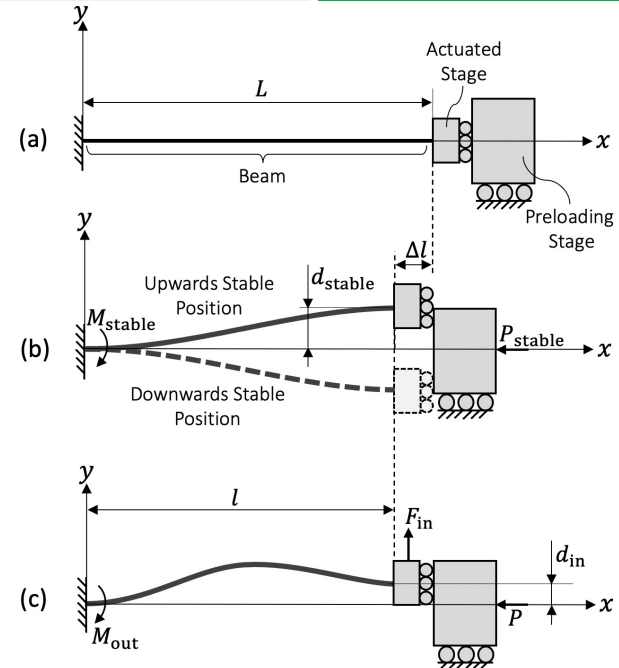 y
Actuated
Stage
L
(a)
x
Beam
Preloading
Stage
y
Δl
Upwards Stable
Position
d_stable
M_stable
P_stable
(b)
x
Downwards Stable
Position
y
l
F_in
d_in
(c)
x
P
M_out